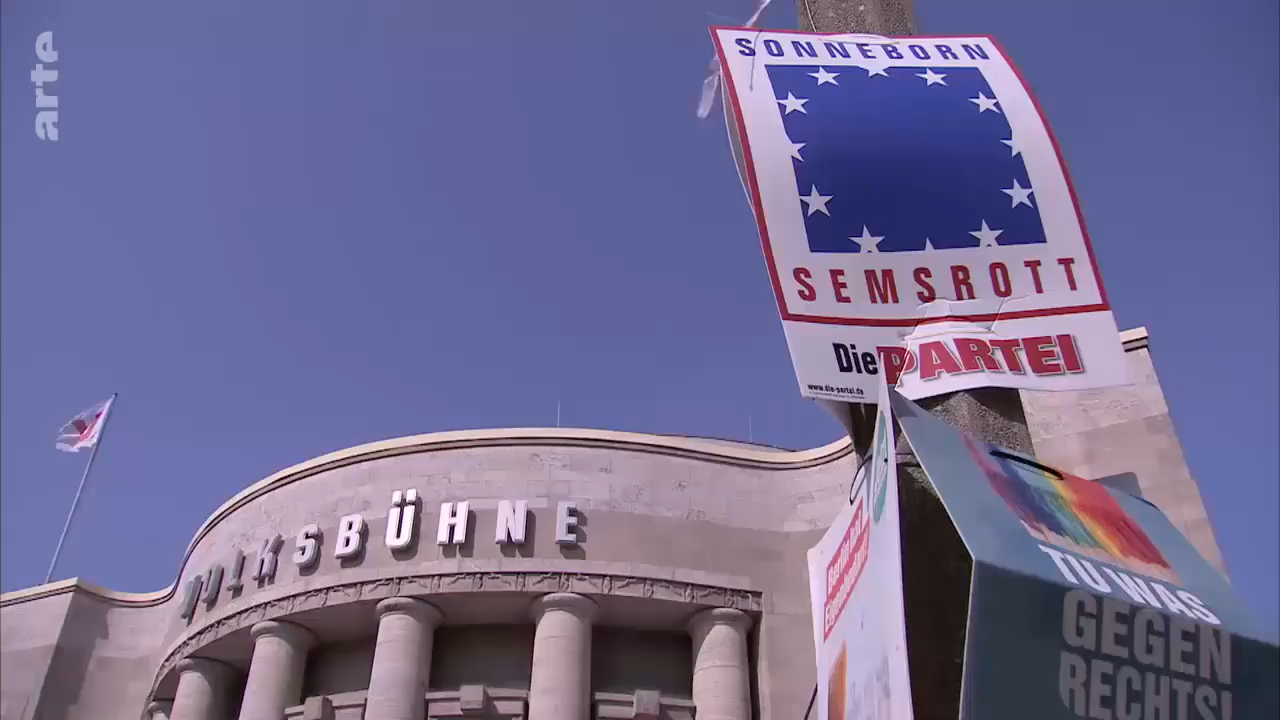 arte
SONNEBORN
SEMSROTT
Die PARTEI
www.die-partei.de
VOLKSBÜHNE
TU WAS
GEGEN
RECHTS!